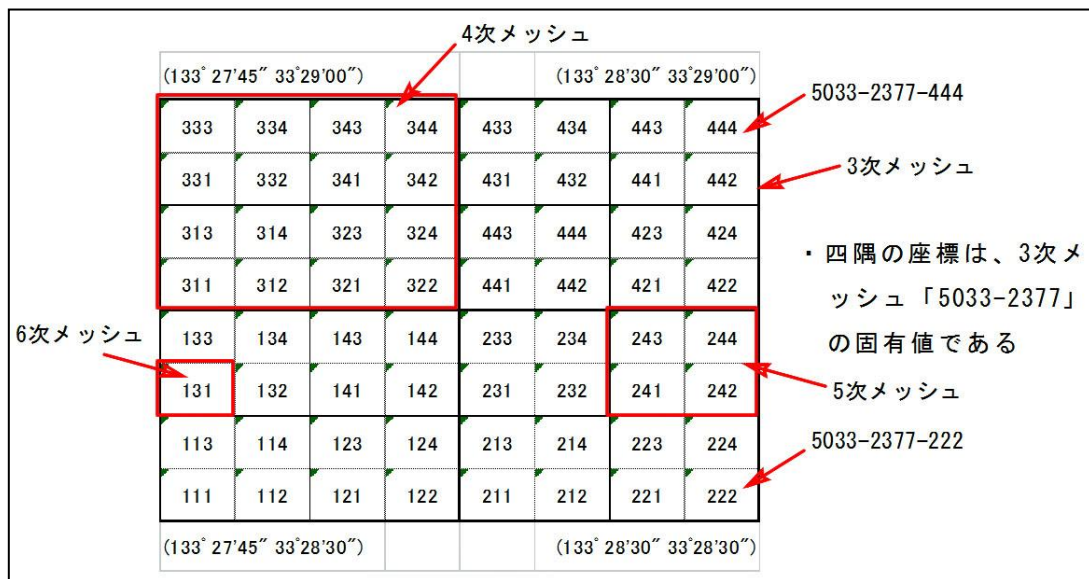 4次メッシュ
(133ﾟ27'45" 33ﾟ29'00")
(133ﾟ28'30" 33ﾟ29'00")
5033-2377-444
333 334 343 344 433 434 443 444
3次メッシュ
331 332 341 342 431 432 441 442
313 314 323 324 443 444 423 424
・四隅の座標は、3次メ
ッシュ「5033-2377」
の固有値である
311 312 321 322 441 442 421 422
6次メッシュ
133 134 143 144 233 234 243 244
131 132 141 142 231 232 241 242
5次メッシュ
113 114 123 124 213 214 223 224
5033-2377-222
111 112 121 122 211 212 221 222
(133ﾟ27'45" 33ﾟ28'30")
(133ﾟ28'30" 33ﾟ28'30")